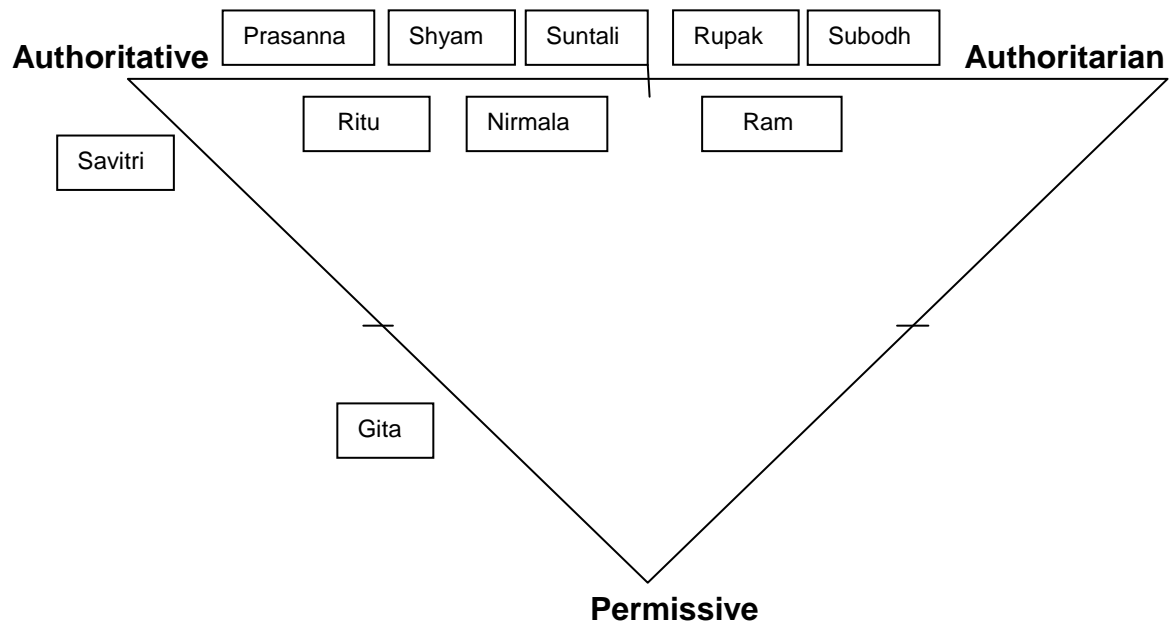 Prasanna Shyam Suntali Rupak Subodh
Authoritative Authoritarian
Ritu Nirmala Ram
Savitri
Gita
Permissive